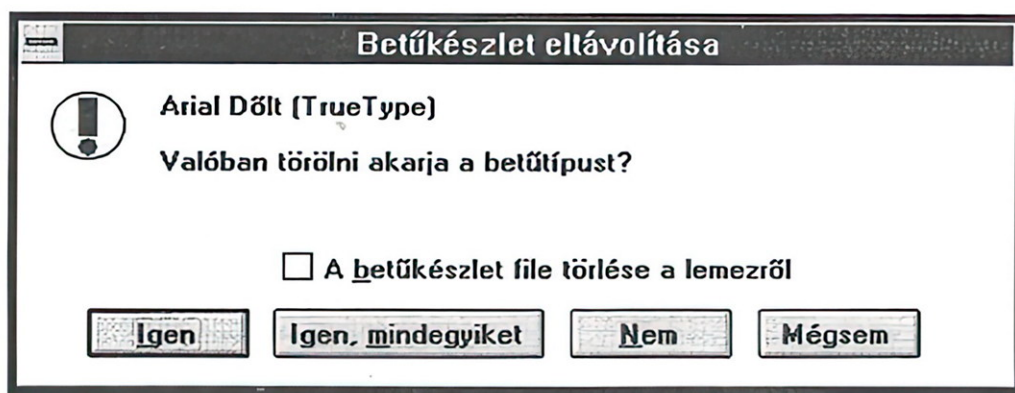 Betűkészlet eltávolítása
Arial Dőlt (TrueType)
Valóban törölni akarja a betűtípust?
A betűkészlet file törlése a lemezről
Igen
Igen, mindegyiket
Nem
Mégsem